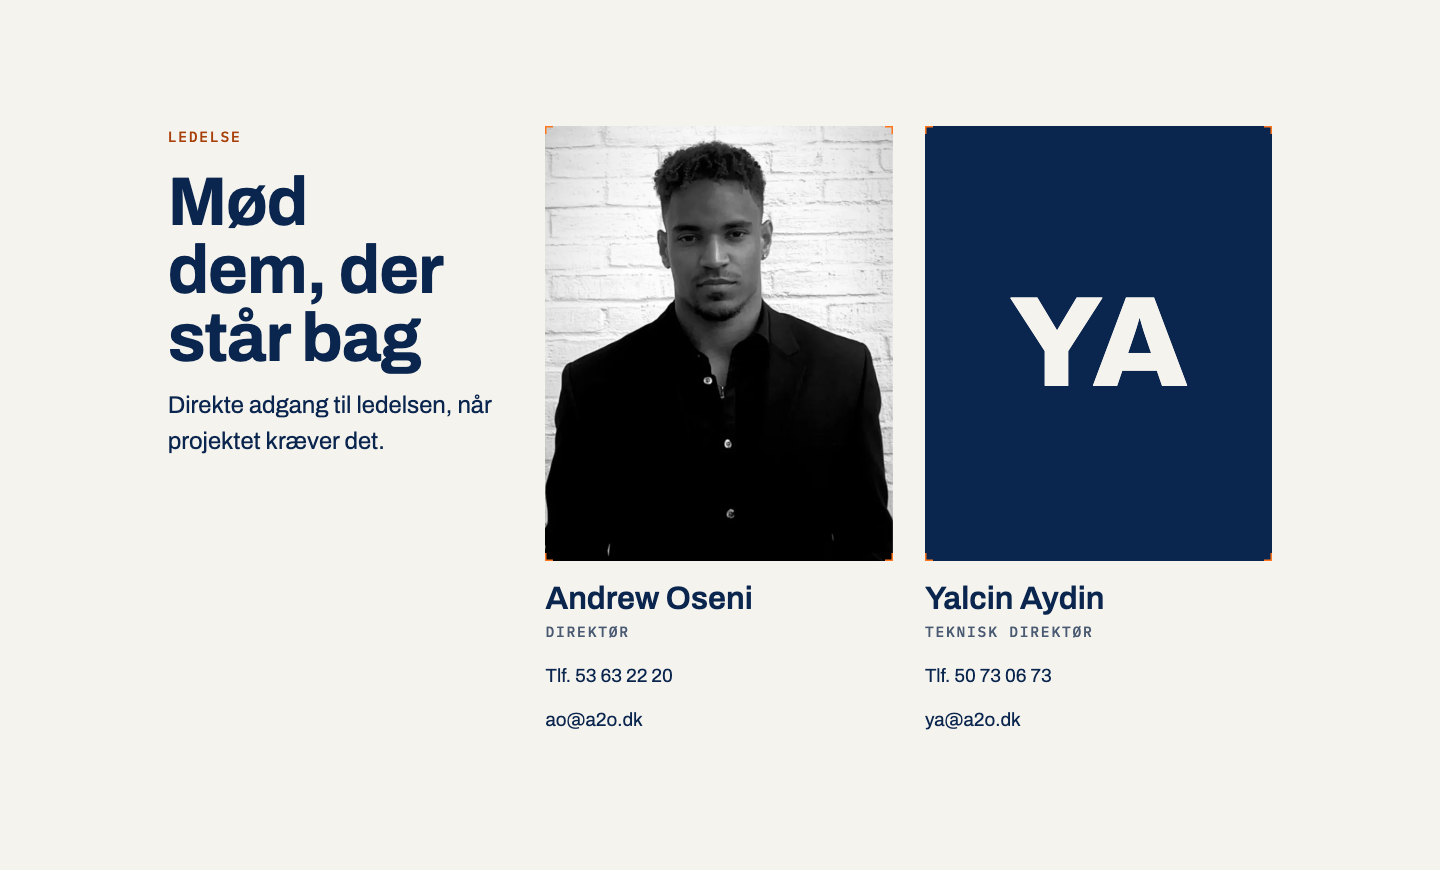 LEDELSE
Mød
dem, der
står bag
Direkte adgang til ledelsen, når
projektet kræver det.
Andrew Oseni
DIREKTØR
Tlf. 53 63 22 20
ao@a2o.dk
YA
Yalcin Aydin
TEKNISK DIREKTØR
Tlf. 50 73 06 73
ya@a2o.dk